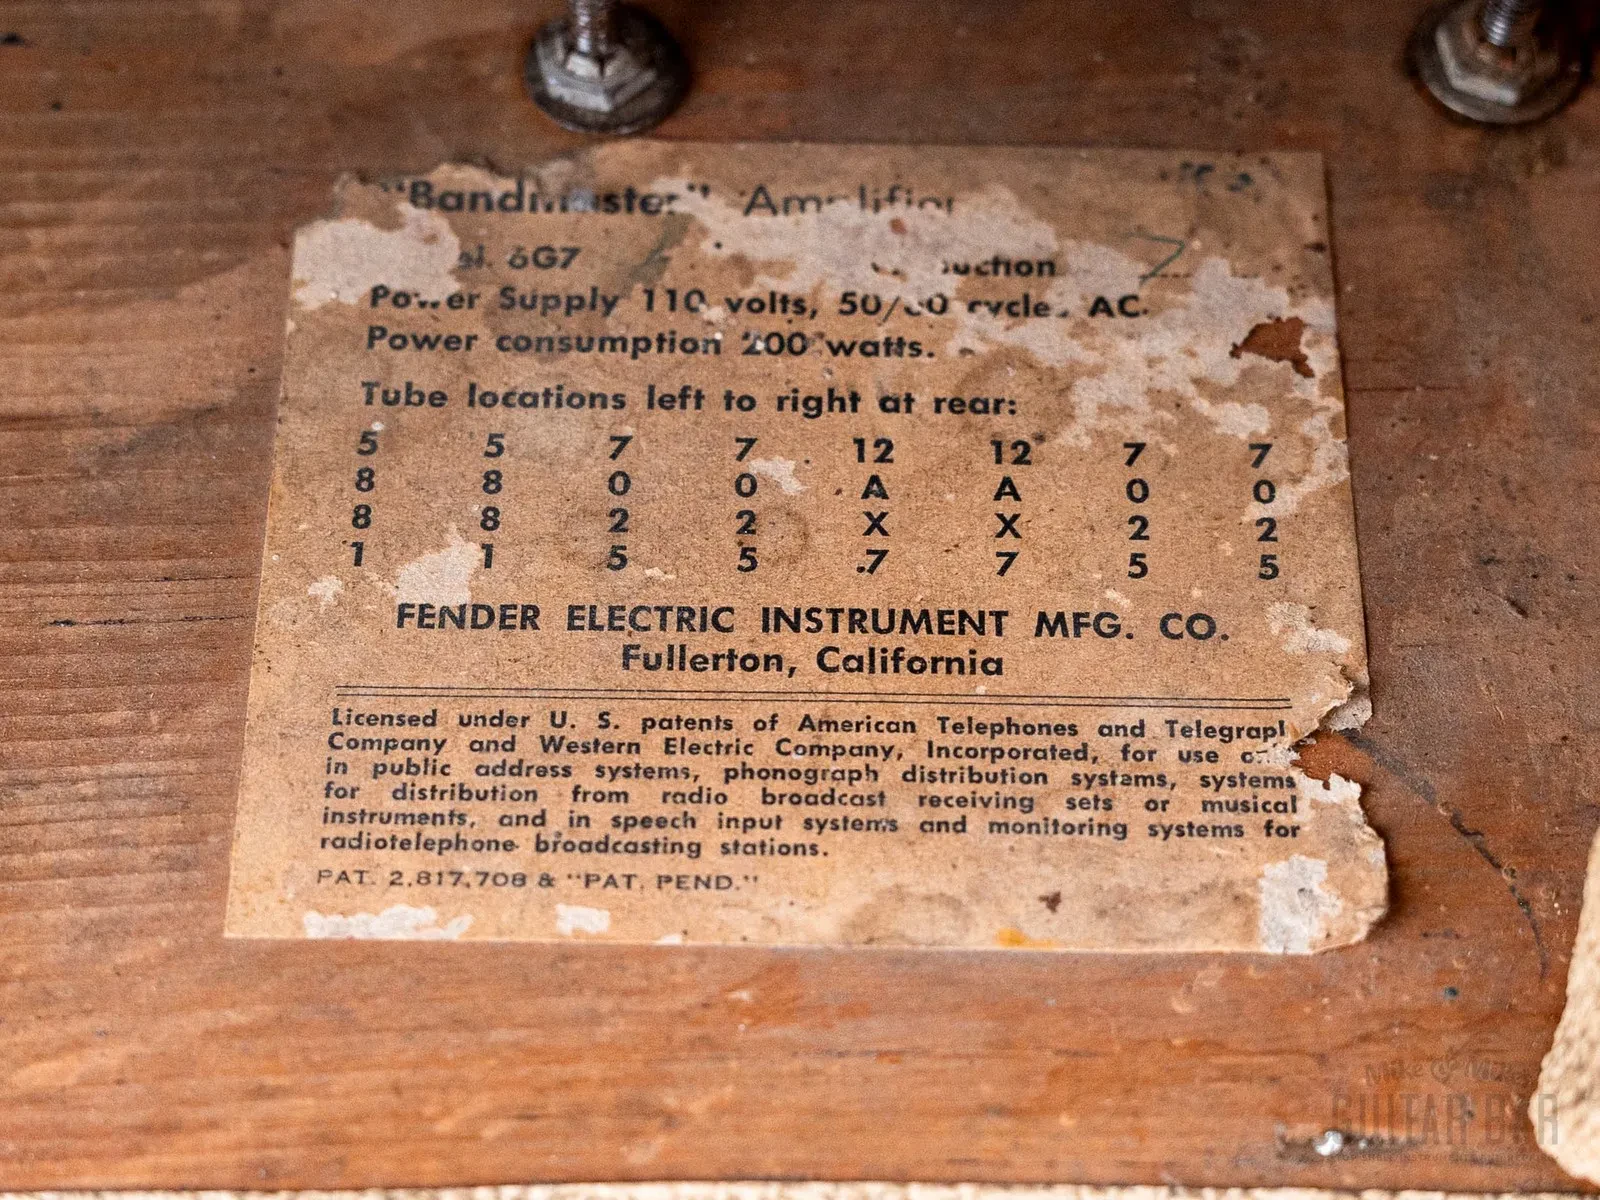 "Bandmaster" Amplifier
6G7
Power Supply 110 volts, 50/60 cycle, AC.
Power consumption 200 watts.
Tube locations left to right at rear:
5 5 7 7 12 12 7 7
8 8 0 0 A A 0 0
8 8 2 2 X X 2 2
1 1 5 5 7 7 5 5
FENDER ELECTRIC INSTRUMENT MFG. CO.
Fullerton, California
Licensed under U. S. patents of American Telephones and Telegraph
Company and Western Electric Company, Incorporated, for use
in public address systems, phonograph distribution systems, systems
for distribution from radio broadcast receiving sets or musical
instruments, and in speech input systems and monitoring systems for
radiotelephone broadcasting stations.
PAT. 2,817,708 & "PAT. PEND."
GUITAR BAR